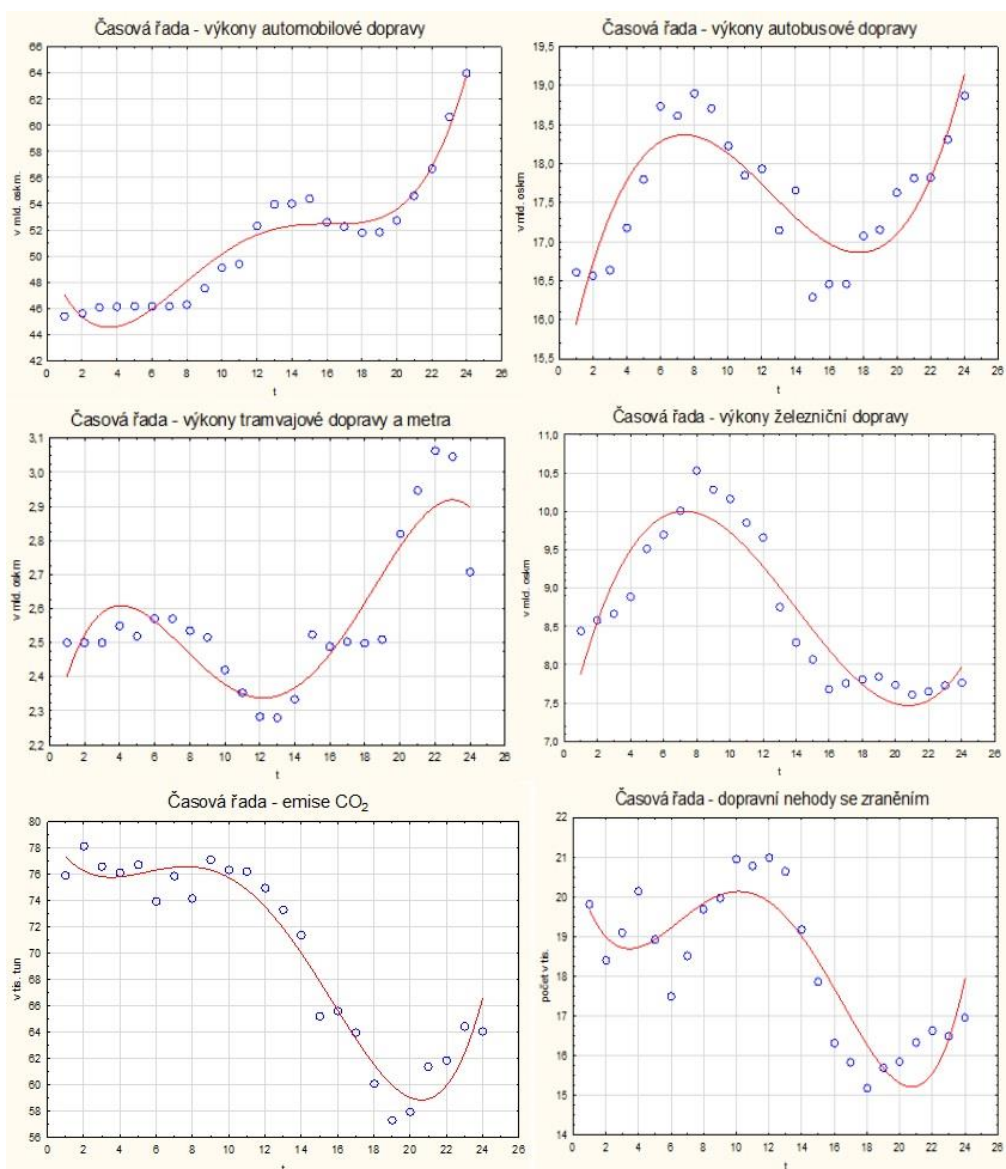 Časová řada - výkony automobilové dopravy
v mld. oskm.
66
64
62
60
58
56
54
52
50
48
46
44
42
0 2 4 6 8 10 12 14 16 18 20 22 24 26
t
Časová řada - výkony autobusové dopravy
v mld. oskm
19,5
19,0
18,5
18,0
17,5
17,0
16,5
16,0
15,5
0 2 4 6 8 10 12 14 16 18 20 22 24 26
t
Časová řada - výkony tramvajové dopravy a metra
v mld. oskm
3,1
3,0
2,9
2,8
2,7
2,6
2,5
2,4
2,3
2,2
0 2 4 6 8 10 12 14 16 18 20 22 24 26
t
Časová řada - výkony železniční dopravy
v mld. oskm
11,0
10,5
10,0
9,5
9,0
8,5
8,0
7,5
7,0
0 2 4 6 8 10 12 14 16 18 20 22 24 26
t
Časová řada - emise CO₂
v tis. tun
80
78
76
74
72
70
68
66
64
62
60
58
56
0 2 4 6 8 10 12 14 16 18 20 22 24 26
Časová řada - dopravní nehody se zraněním
počet v tis.
22
21
20
19
18
17
16
15
14
0 2 4 6 8 10 12 14 16 18 20 22 24 26
t